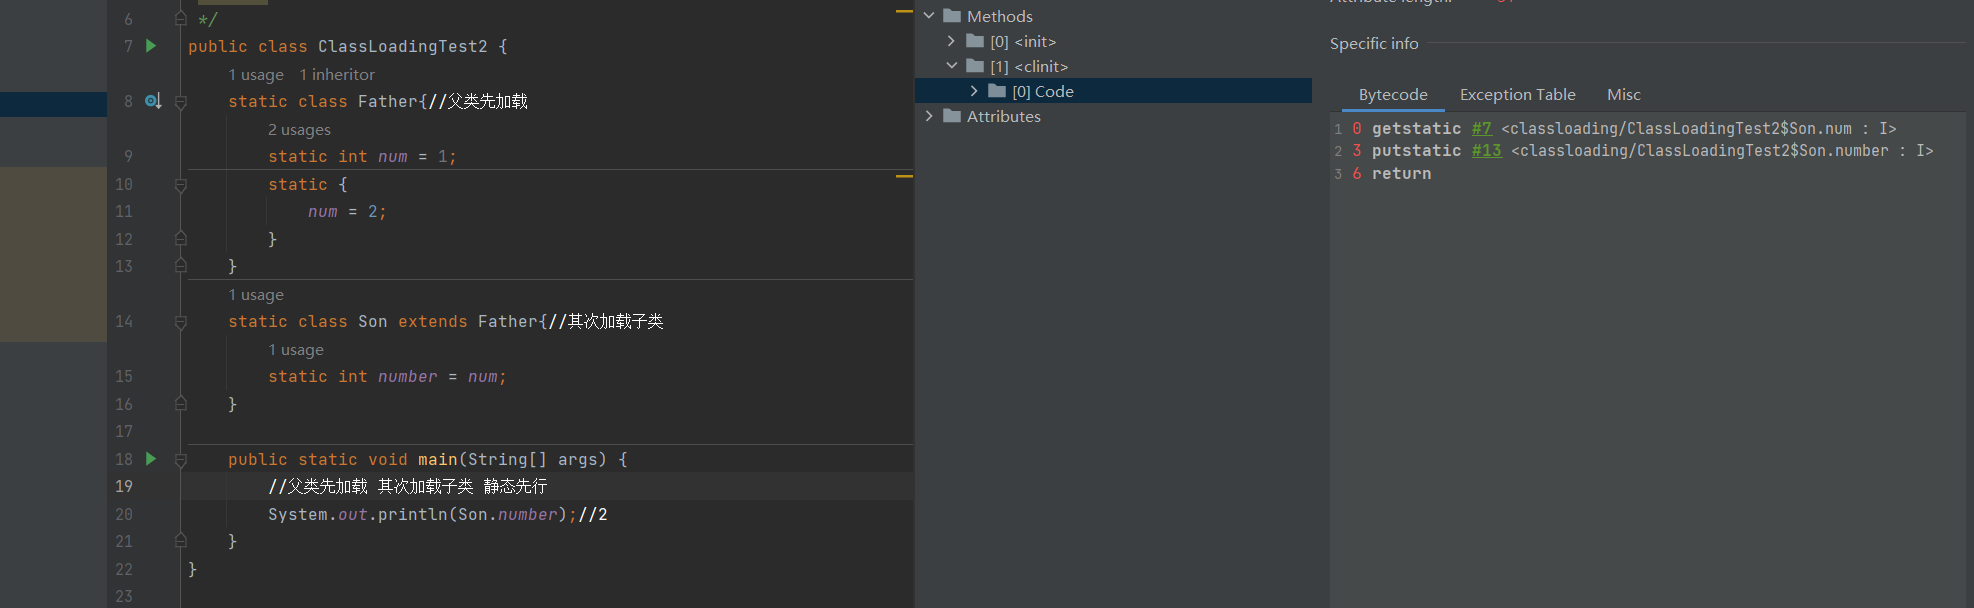 6 */
7 public class ClassLoadingTest2 {
1 usage 1 inheritor
8 static class Father{//父类先加载
2 usages
9 static int num = 1;
10 static {
11 num = 2;
12 }
13 }
1 usage
14 static class Son extends Father{//其次加载子类
1 usage
15 static int number = num;
16 }
17
18 public static void main(String[] args) {
19 //父类先加载 其次加载子类 静态先行
20 System.out.println(Son.number);//2
21 }
22 }
23
Methods
[0] <init>
[1] <clinit>
[0] Code
Attributes
Specific info
Bytecode Exception Table Misc
1 0 getstatic #7 <classloading/ClassLoadingTest2$Son.num : I>
2 3 putstatic #13 <classloading/ClassLoadingTest2$Son.number : I>
3 6 return